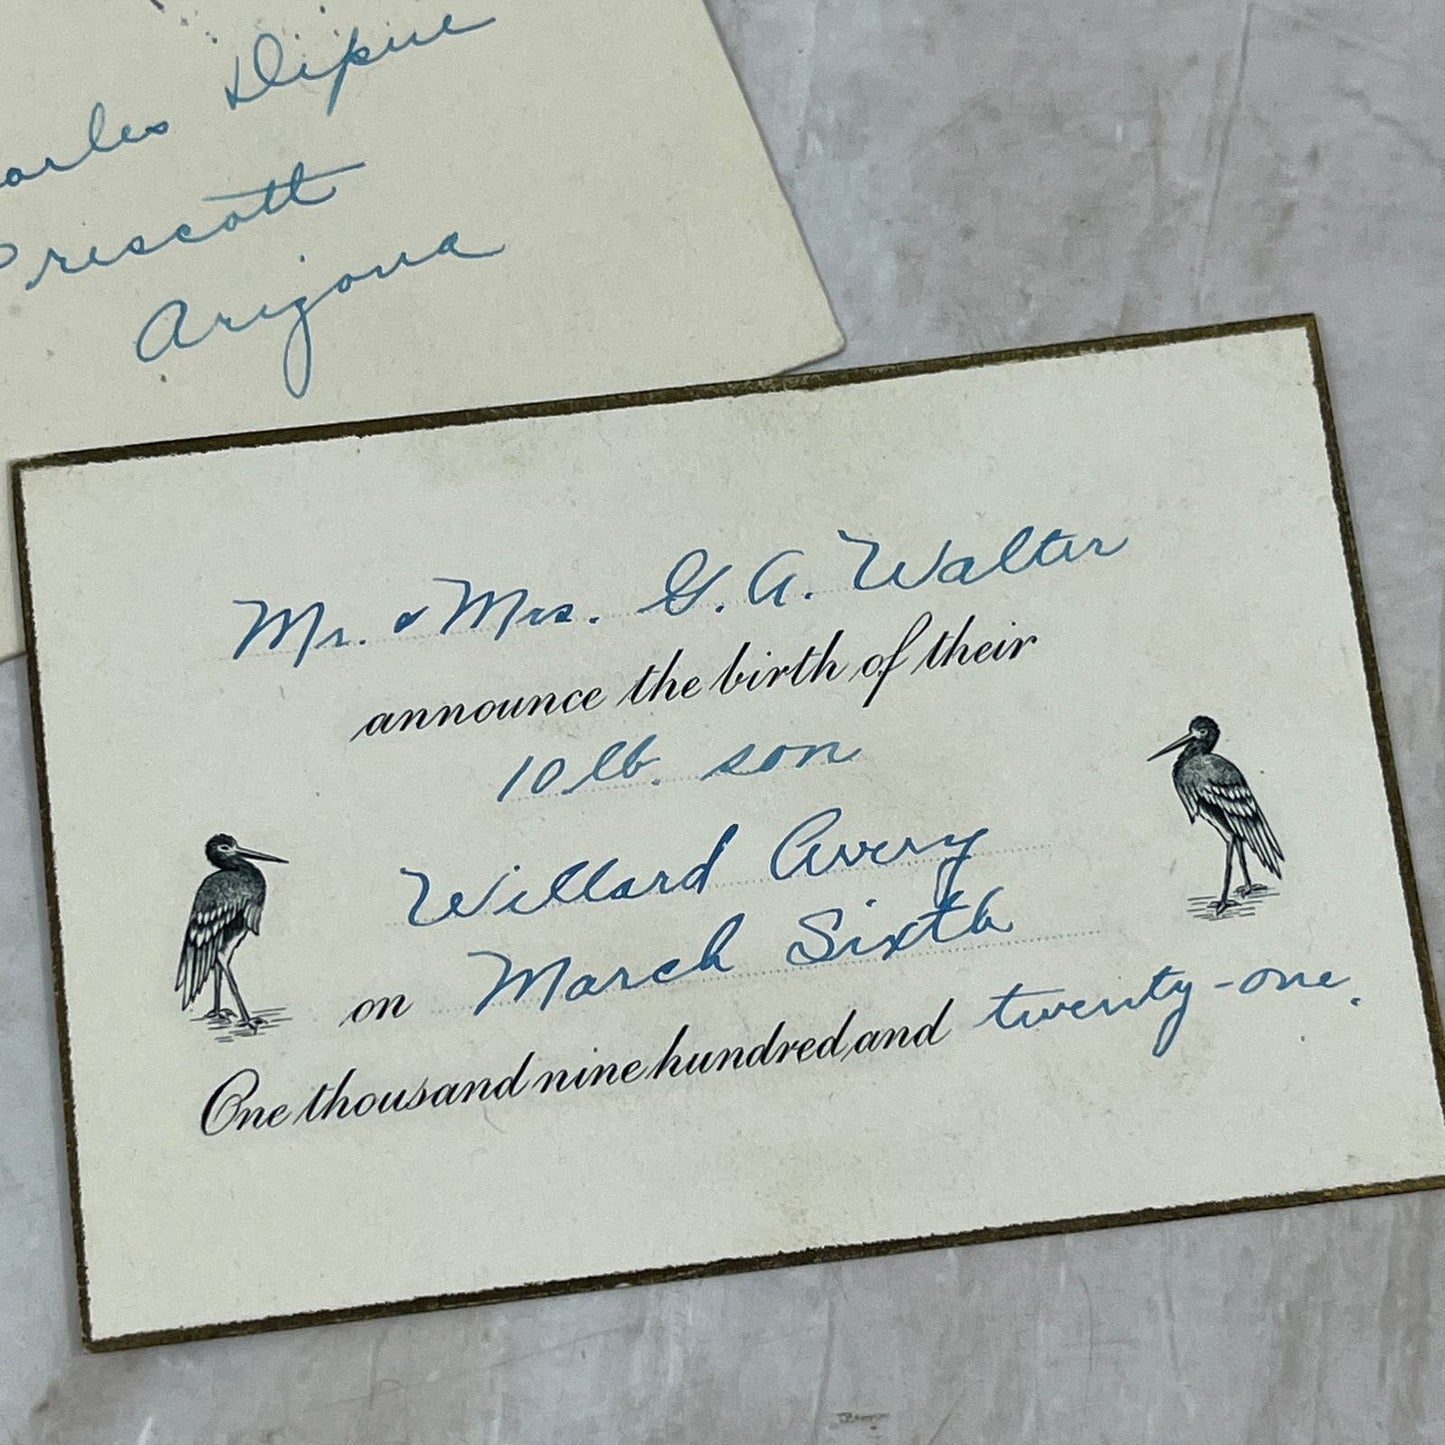 Dipue
Prescott
Arizona
Mr. & Mrs. G. A. Walter
announce the birth of their
10 lb. son
Willard Avery
on March Sixth
One thousand nine hundred and twenty-one.